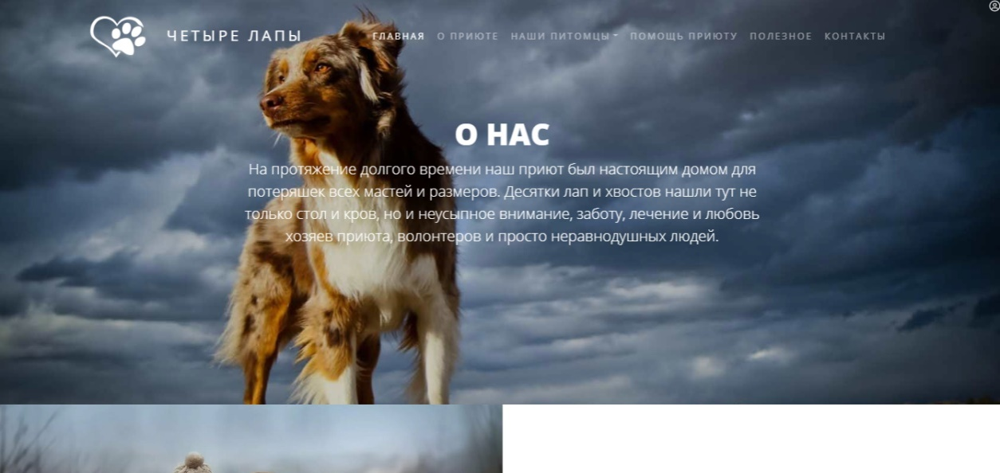 ЧЕТЫРЕ ЛАПЫ
ГЛАВНАЯ О ПРИЮТЕ НАШИ ПИТОМЦЫ ПОМОЩЬ ПРИЮТУ ПОЛЕЗНОЕ КОНТАКТЫ
О НАС
На протяжение долгого времени наш приют был настоящим домом для
потеряшек всех мастей и размеров. Десятки лап и хвостов нашли тут не
только стол и кров, но и неусыпное внимание, заботу, лечение и любовь
хозяев приюта, волонтеров и просто неравнодушных людей.